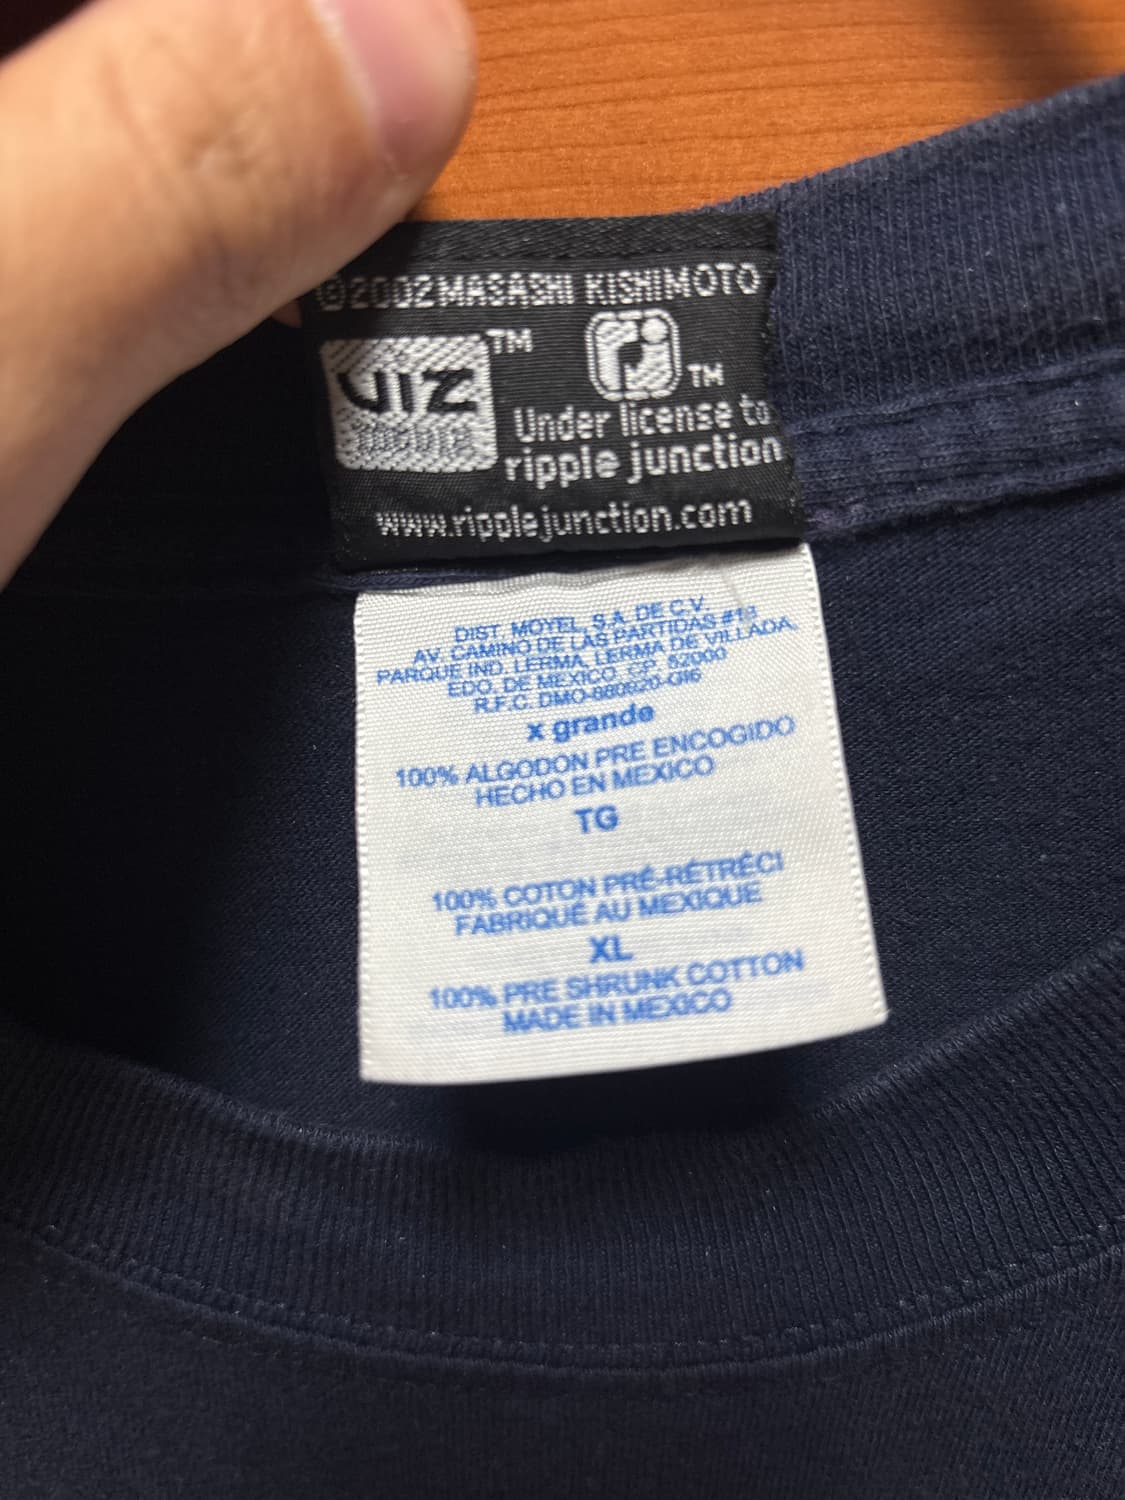 ©2002 MASASHI KISHIMOTO
VIZ TM
TM
Under license to
ripple junction
www.ripplejunction.com
DIST. MOYEL, S.A. DE C.V.
AV. CAMINO DE LAS PARTIDAS
PARQUE IND. LERMA, LERMA DE VILLADA,
EDO. DE MEXICO, CP. 52000
R.F.C. DMO-880620-GI6
x grande
100% ALGODON PRE ENCOGIDO
HECHO EN MEXICO
TG
100% COTON PRÉ-RÉTRÉCI
FABRIQUÉ AU MEXIQUE
XL
100% PRE SHRUNK COTTON
MADE IN MEXICO